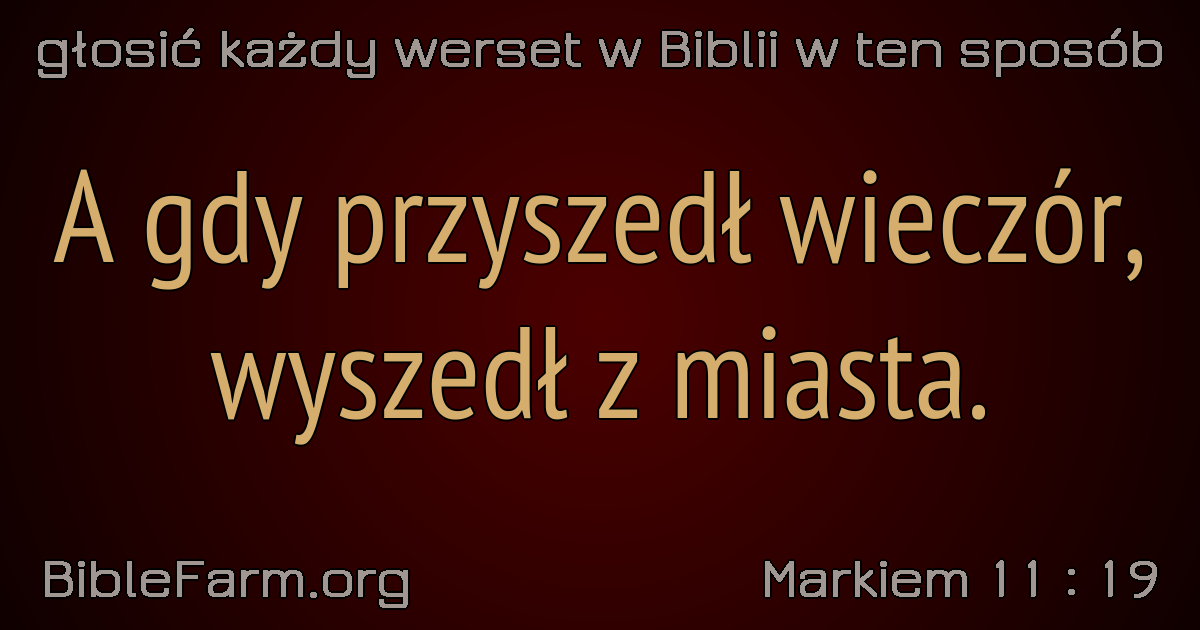 głosić każdy werset w Biblii w ten sposób
A gdy przyszedł wieczór,
wyszedł z miasta.
BibleFarm.org
Markiem 11 : 19